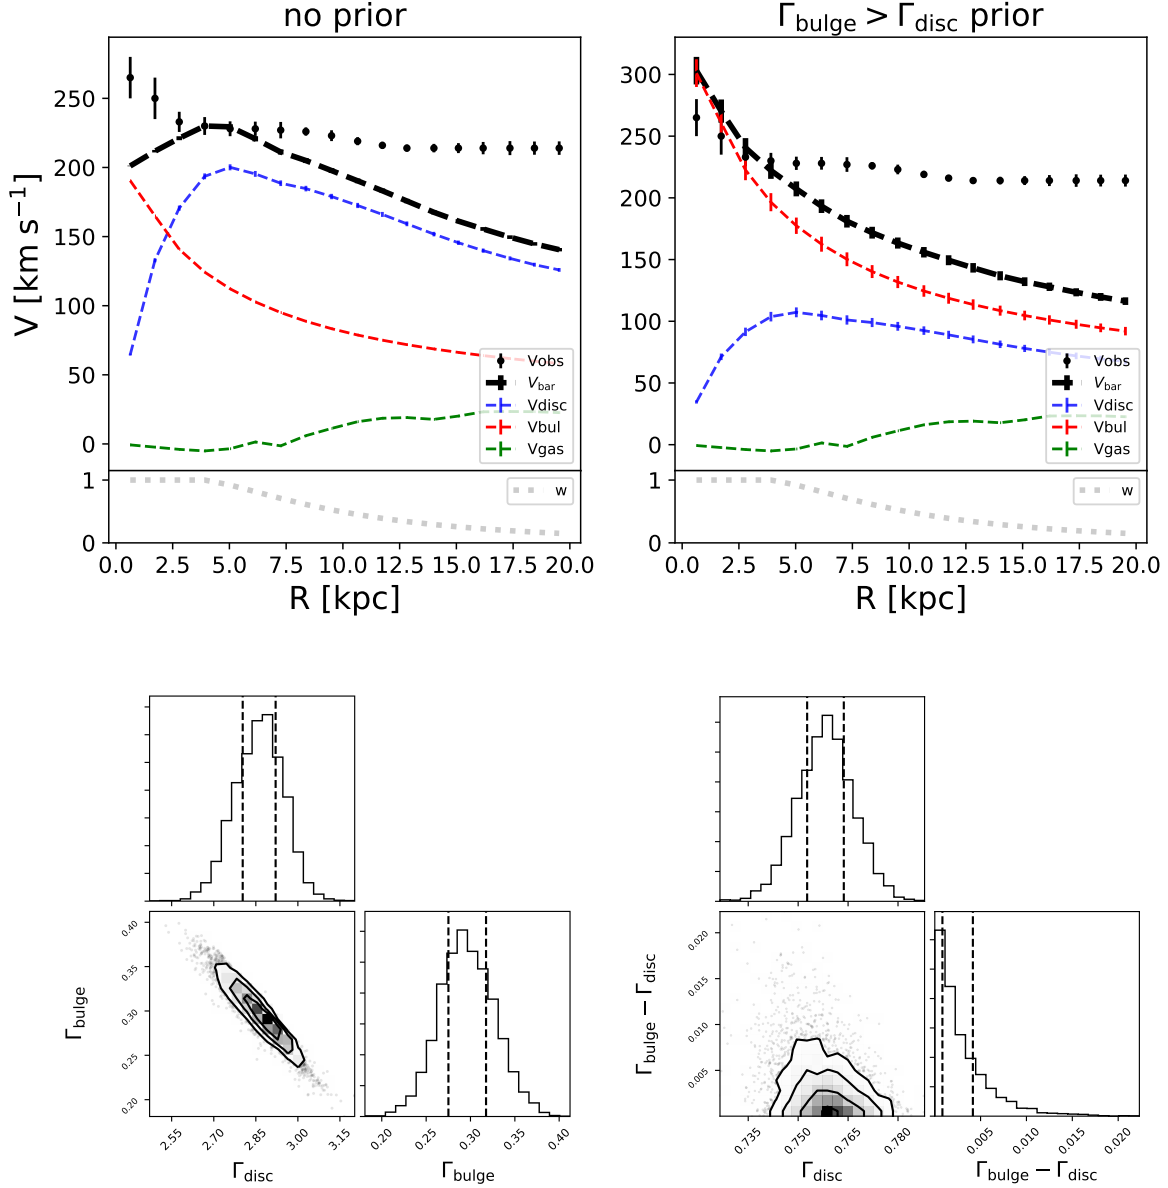 no prior
Γbulge > Γdisc prior
V [km s⁻¹]
250
200
150
100
50
0
1
0
0.0 2.5 5.0 7.5 10.0 12.5 15.0 17.5 20.0
R [kpc]
Vobs
Vbar
Vdisc
Vbul
Vgas
w
300
250
200
150
100
50
0
1
0
0.0 2.5 5.0 7.5 10.0 12.5 15.0 17.5 20.0
R [kpc]
Vobs
Vbar
Vdisc
Vbul
Vgas
w
Γbulge
0.40
0.35
0.30
0.25
0.20
2.55 2.70 2.85 3.00 3.15
Γdisc
0.20 0.25 0.30 0.35 0.40
Γbulge
Γbulge − Γdisc
0.020
0.015
0.010
0.005
0.735 0.750 0.765 0.780
Γdisc
0.005 0.010 0.015 0.020
Γbulge − Γdisc